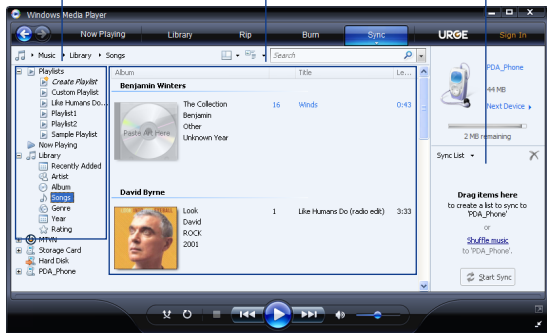 Windows Media Player
Now Playing Library Rip Burn Sync URGE Sign In
Music Library Songs Search
Playlists
Create Playlist
Custom Playlist
Like Humans Do...
Playlist1
Playlist2
Sample Playlist
Now Playing
Library
Recently Added
Artist
Album
Songs
Genre
Year
Rating
MTVN
Storage Card
Hard Disk
PDA_Phone
Album Title Le...
Benjamin Winters
Paste Art Here
The Collection 16 Winds 0:43
Benjamin
Other
Unknown Year
David Byrne
Look 1 Like Humans Do (radio edit) 3:33
David
ROCK
2001
PDA_Phone
44 MB
Next Device
2 MB remaining
Sync List
Drag items here
to create a list to sync to
'PDA_Phone'
or
Shuffle music
to 'PDA_Phone'.
Start Sync